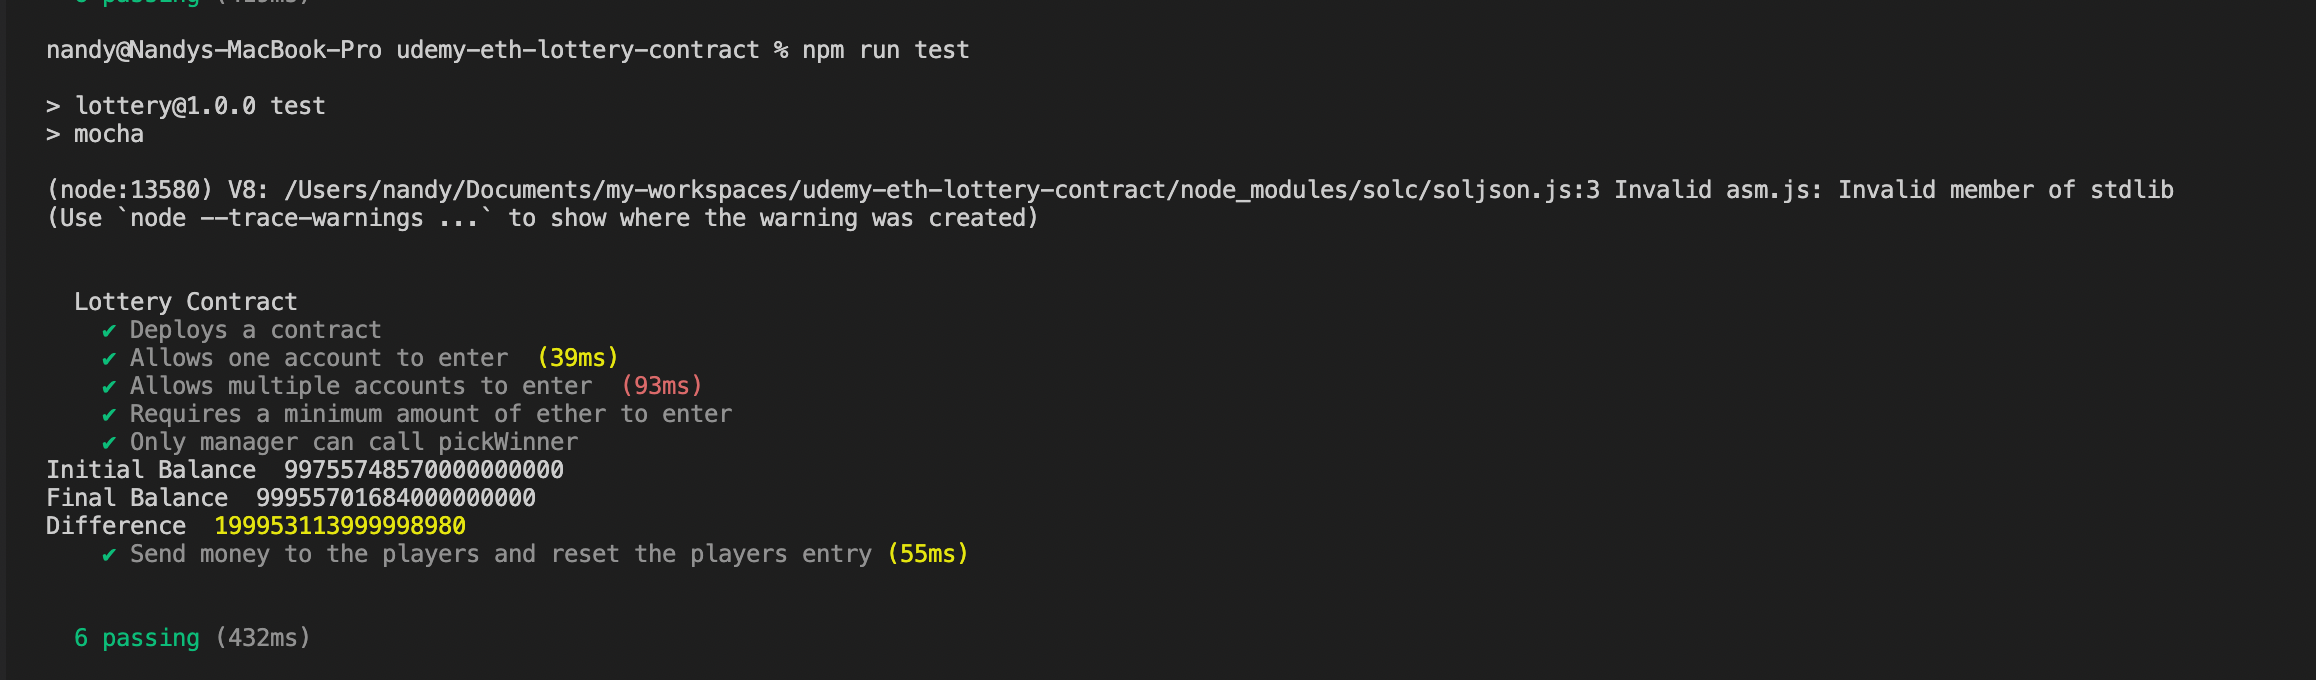 6 passing
nandy@Nandys-MacBook-Pro udemy-eth-lottery-contract % npm run test
> lottery@1.0.0 test
> mocha
(node:13580) V8: /Users/nandy/Documents/my-workspaces/udemy-eth-lottery-contract/node_modules/solc/soljson.js:3 Invalid asm.js: Invalid member of stdlib
(Use `node --trace-warnings ...` to show where the warning was created)
Lottery Contract
✔ Deploys a contract
✔ Allows one account to enter (39ms)
✔ Allows multiple accounts to enter (93ms)
✔ Requires a minimum amount of ether to enter
✔ Only manager can call pickWinner
Initial Balance 99755748570000000000
Final Balance 99955701684000000000
Difference 199953113999998980
✔ Send money to the players and reset the players entry (55ms)
6 passing (432ms)